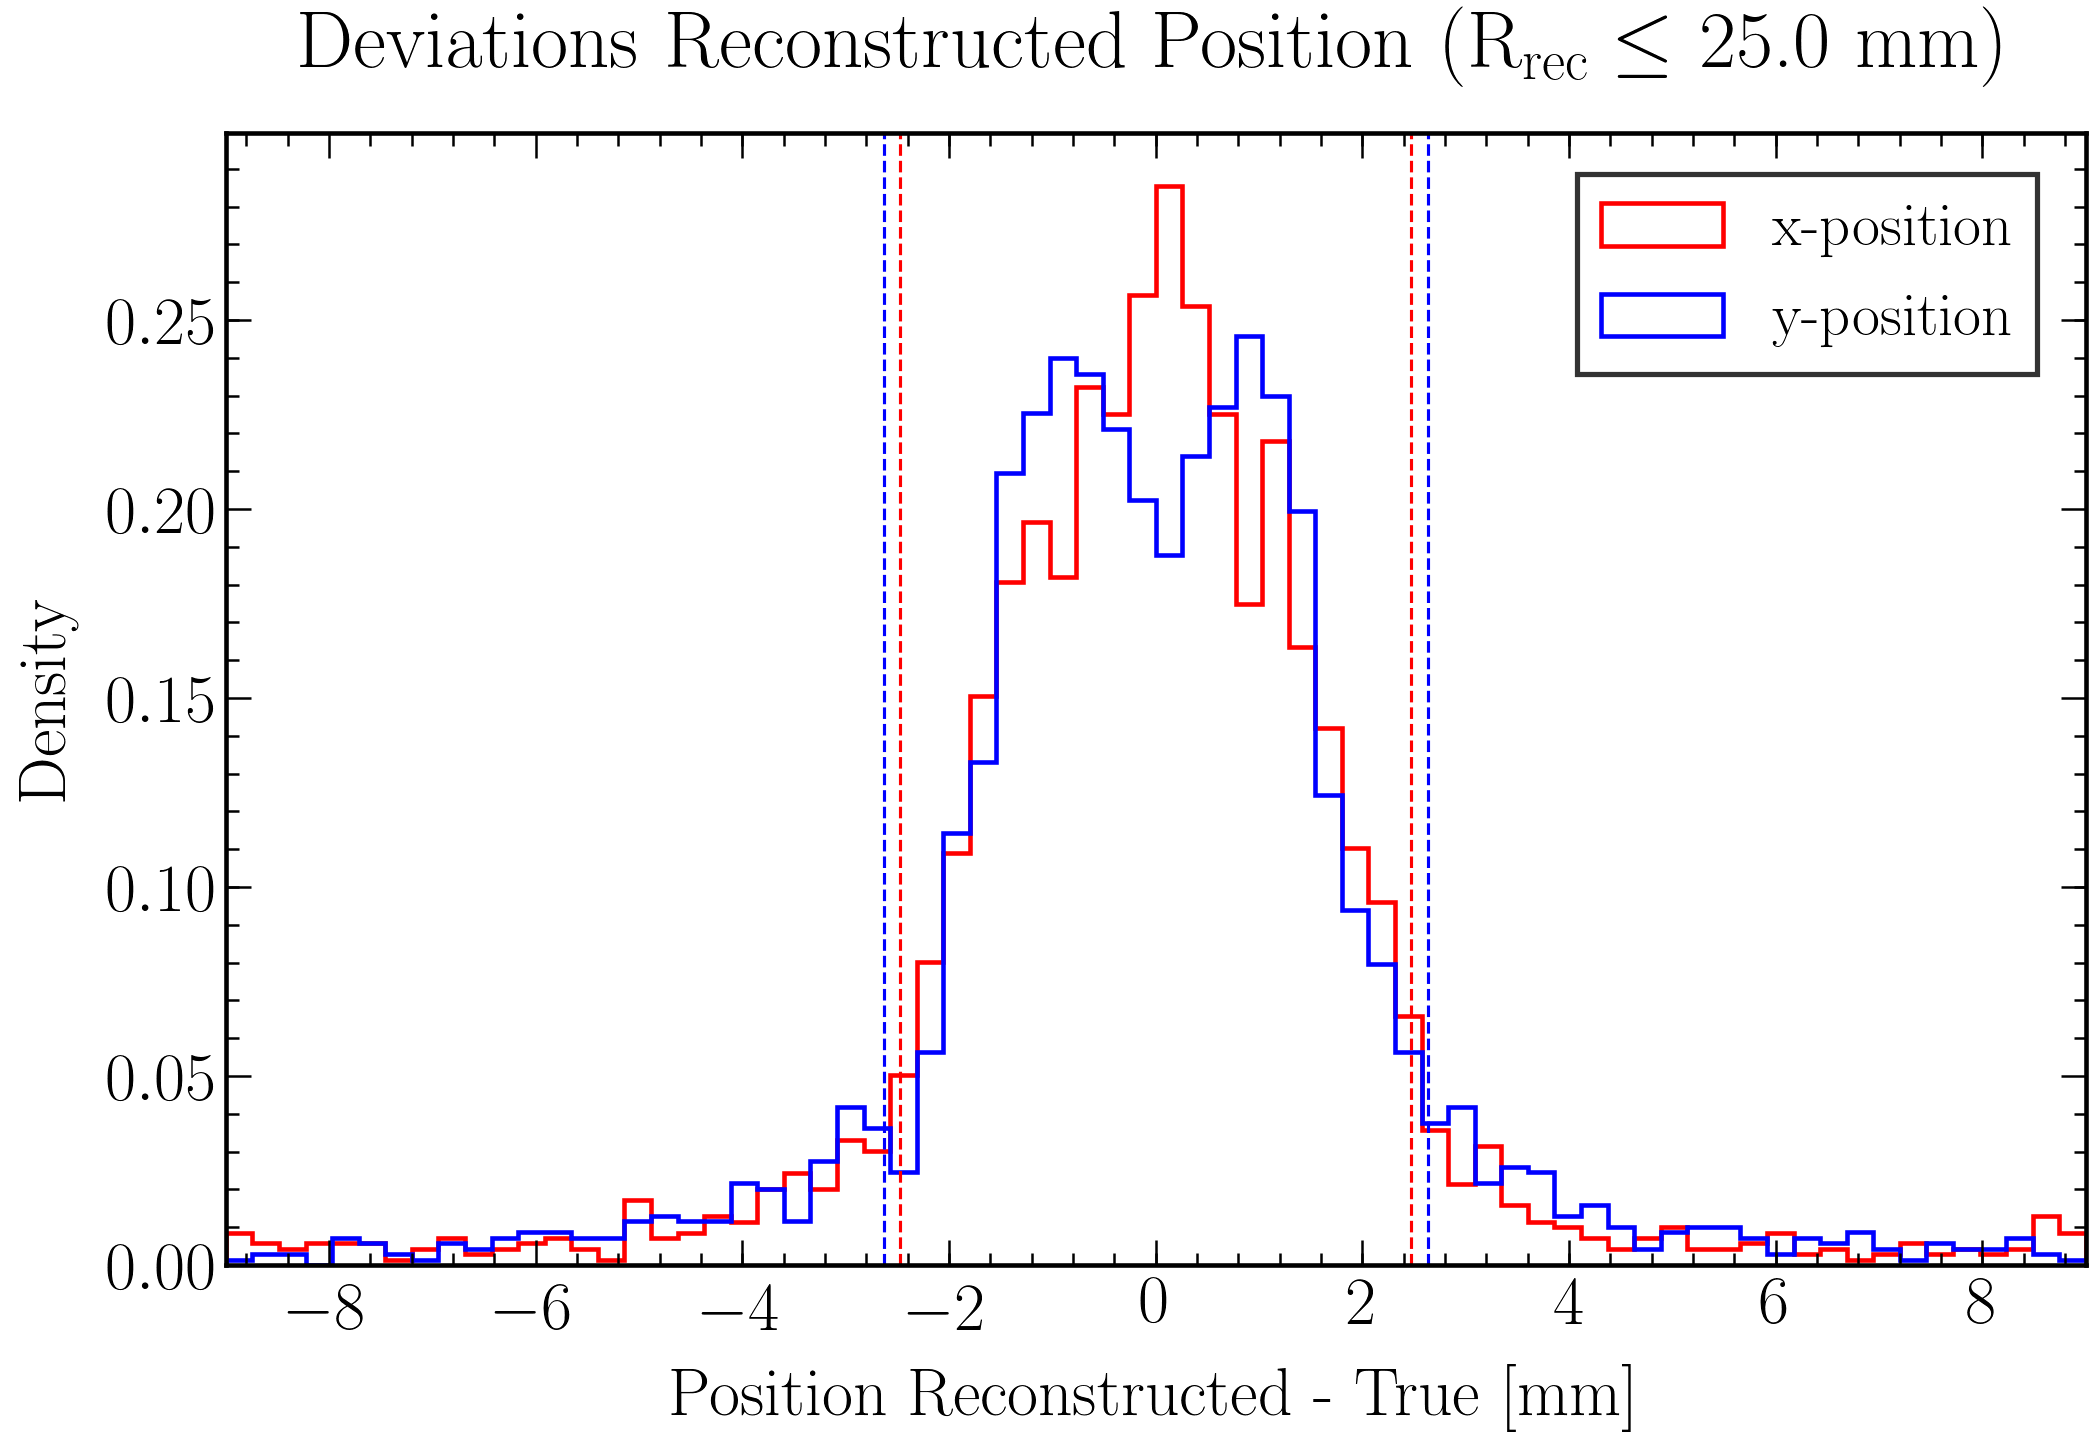 Deviations Reconstructed Position (R_rec ≤ 25.0 mm)
x-position
y-position
0.25
0.20
0.15
0.10
0.05
0.00
Density
−8 −6 −4 −2 0 2 4 6 8
Position Reconstructed - True [mm]